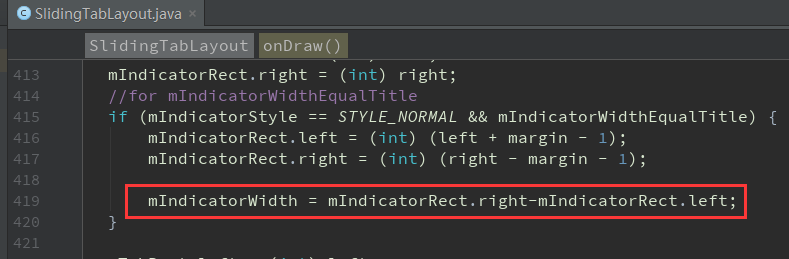 SlidingTabLayout.java ×
SlidingTabLayout onDraw()
413 mIndicatorRect.right = (int) right;
414 //for mIndicatorWidthEqualTitle
415 if (mIndicatorStyle == STYLE_NORMAL && mIndicatorWidthEqualTitle) {
416 mIndicatorRect.left = (int) (left + margin - 1);
417 mIndicatorRect.right = (int) (right - margin - 1);
418
419 mIndicatorWidth = mIndicatorRect.right-mIndicatorRect.left;
420 }
421